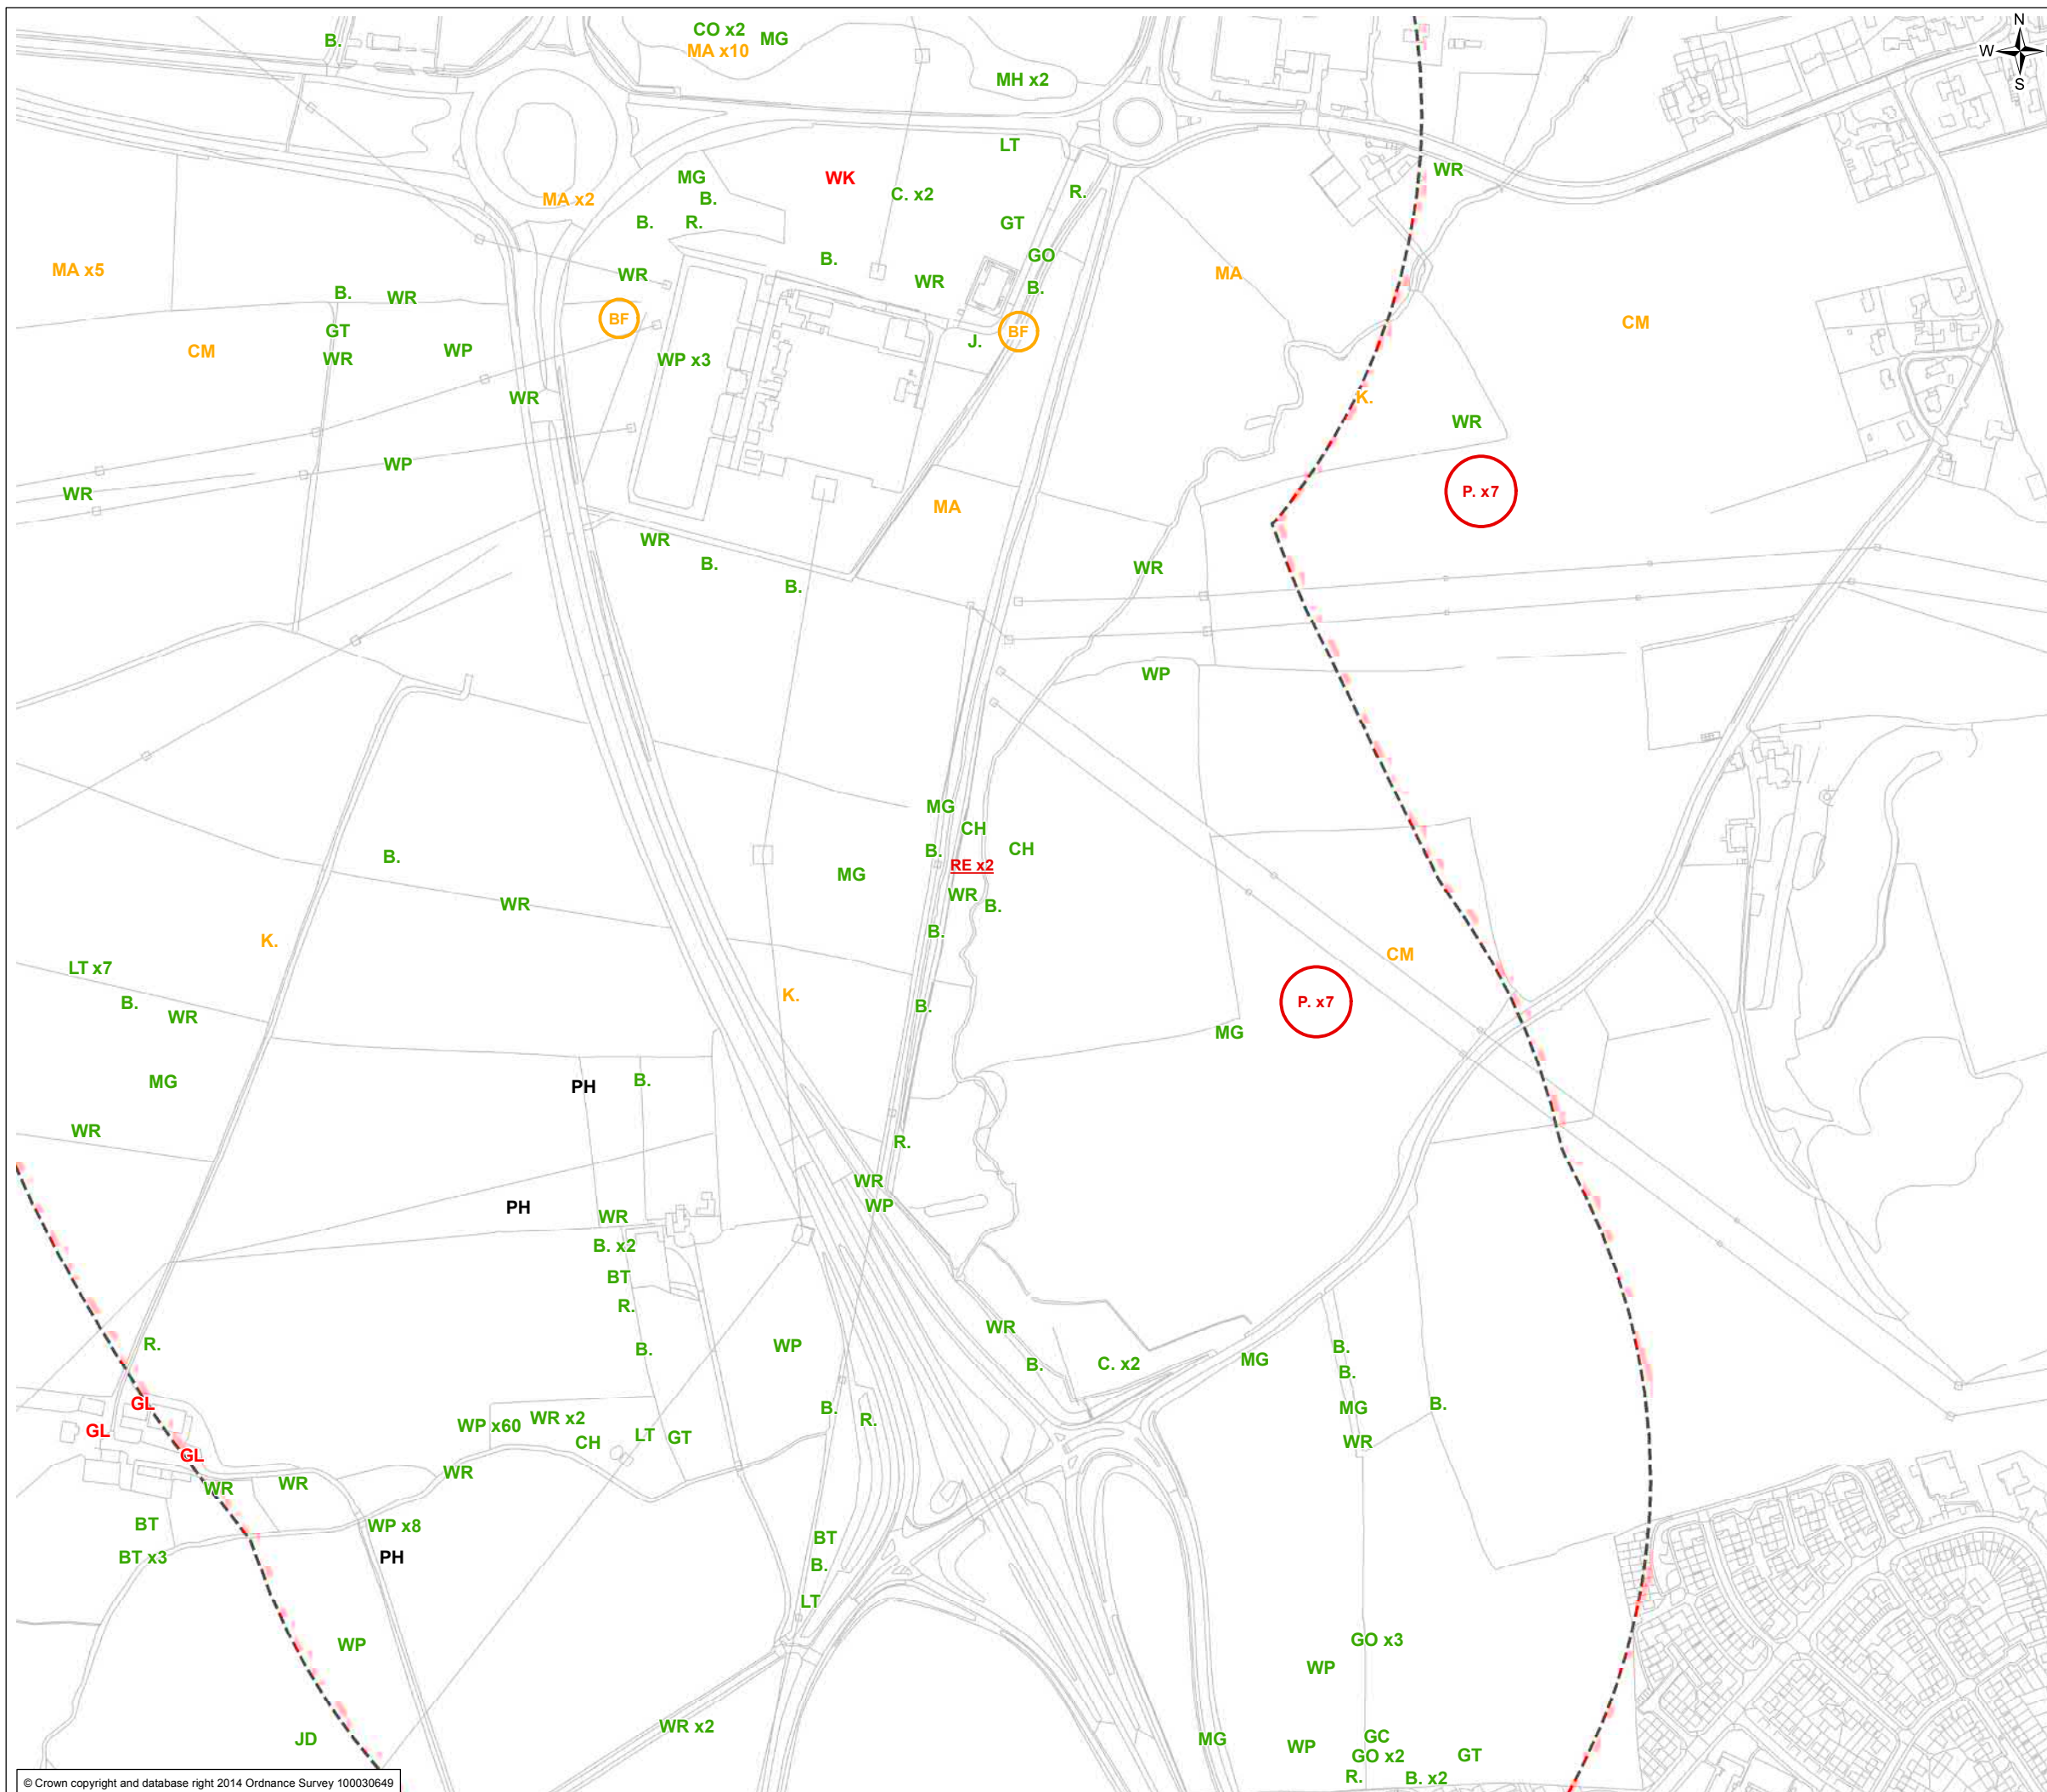 CO x2
MG
B.
MA x10
N
W
S
MH x2
LT
WR
MG
WK
B.
C. x2
R.
MA x2
B.
R.
GT
GO
B.
MA x5
WR
WR
B.
MA
B.
WR
BF
BF
CM
GT
J.
CM
WR
WP
WP x3
WR
K.
WR
WP
WR
P. x7
MA
WR
B.
B.
WR
WP
MG
CH
B.
B.
CH
RE x2
MG
WR
WR
B.
B.
K.
CM
LT x7
B.
K.
B.
P. x7
WR
MG
MG
PH
B.
WR
R.
WR
PH
WP
WR
B. x2
BT
R.
WR
R.
WP
B.
B.
B.
C. x2
MG
B.
GL
B.
MG
B.
WP x60
WR x2
R.
GL
CH
LT
GT
WR
GL
WR
WR
WR
BT
WP x8
BT
BT x3
PH
B.
LT
WP
GO x3
WP
WR x2
JD
MG
WP
GC
GO x2
GT
R.
B. x2
© Crown copyright and database right 2014 Ordnance Survey 100030649